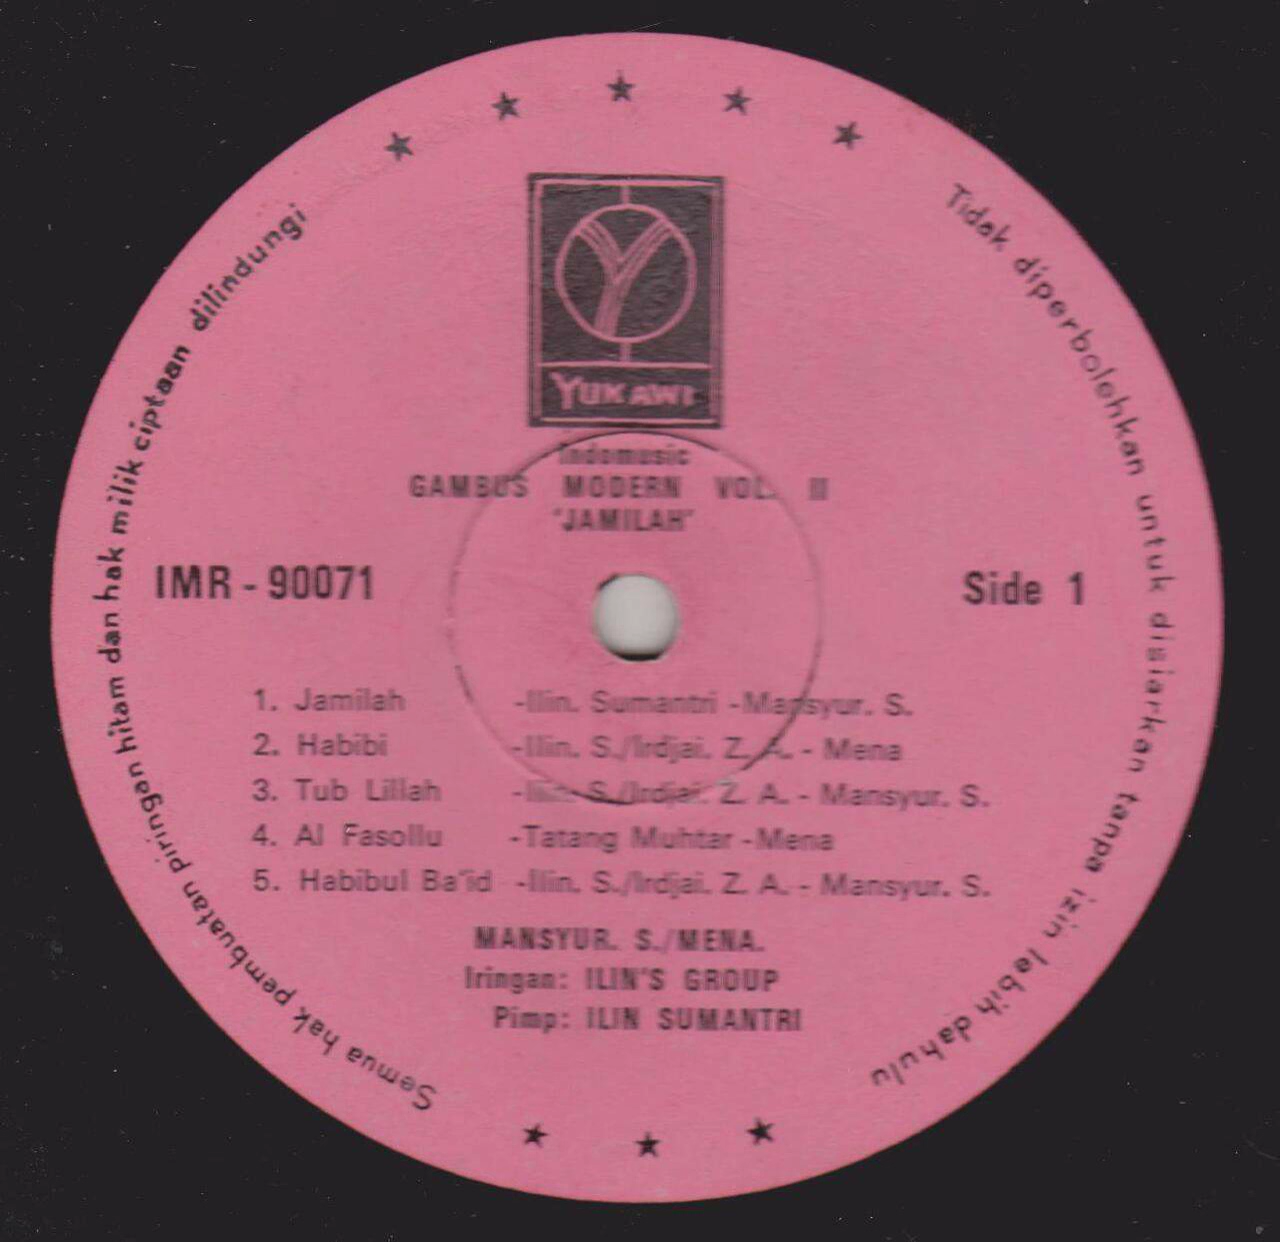 YUKAWI
Indomusic
GAMBUS MODERN VOL. II
"JAMILAH"
IMR - 90071
Side 1
1. Jamilah -Ilin. Sumantri -Mansyur. S.
2. Habibi -Ilin. S./Irdjai. Z. A. - Mena
3. Tub Lillah -Ilin. S./Irdjai. Z. A. - Mansyur. S.
4. Al Fasollu -Tatang Muhtar -Mena
5. Habibul Ba'id -Ilin. S./Irdjai. Z. A. - Mansyur. S.
MANSYUR. S./MENA.
Iringan: ILIN'S GROUP
Pimp: ILIN SUMANTRI
Semua hak pembuatan piringan hitam dan hak milik ciptaan dilindungi
Tidak diperbolehkan untuk disiarkan tanpa izin lebih dahulu